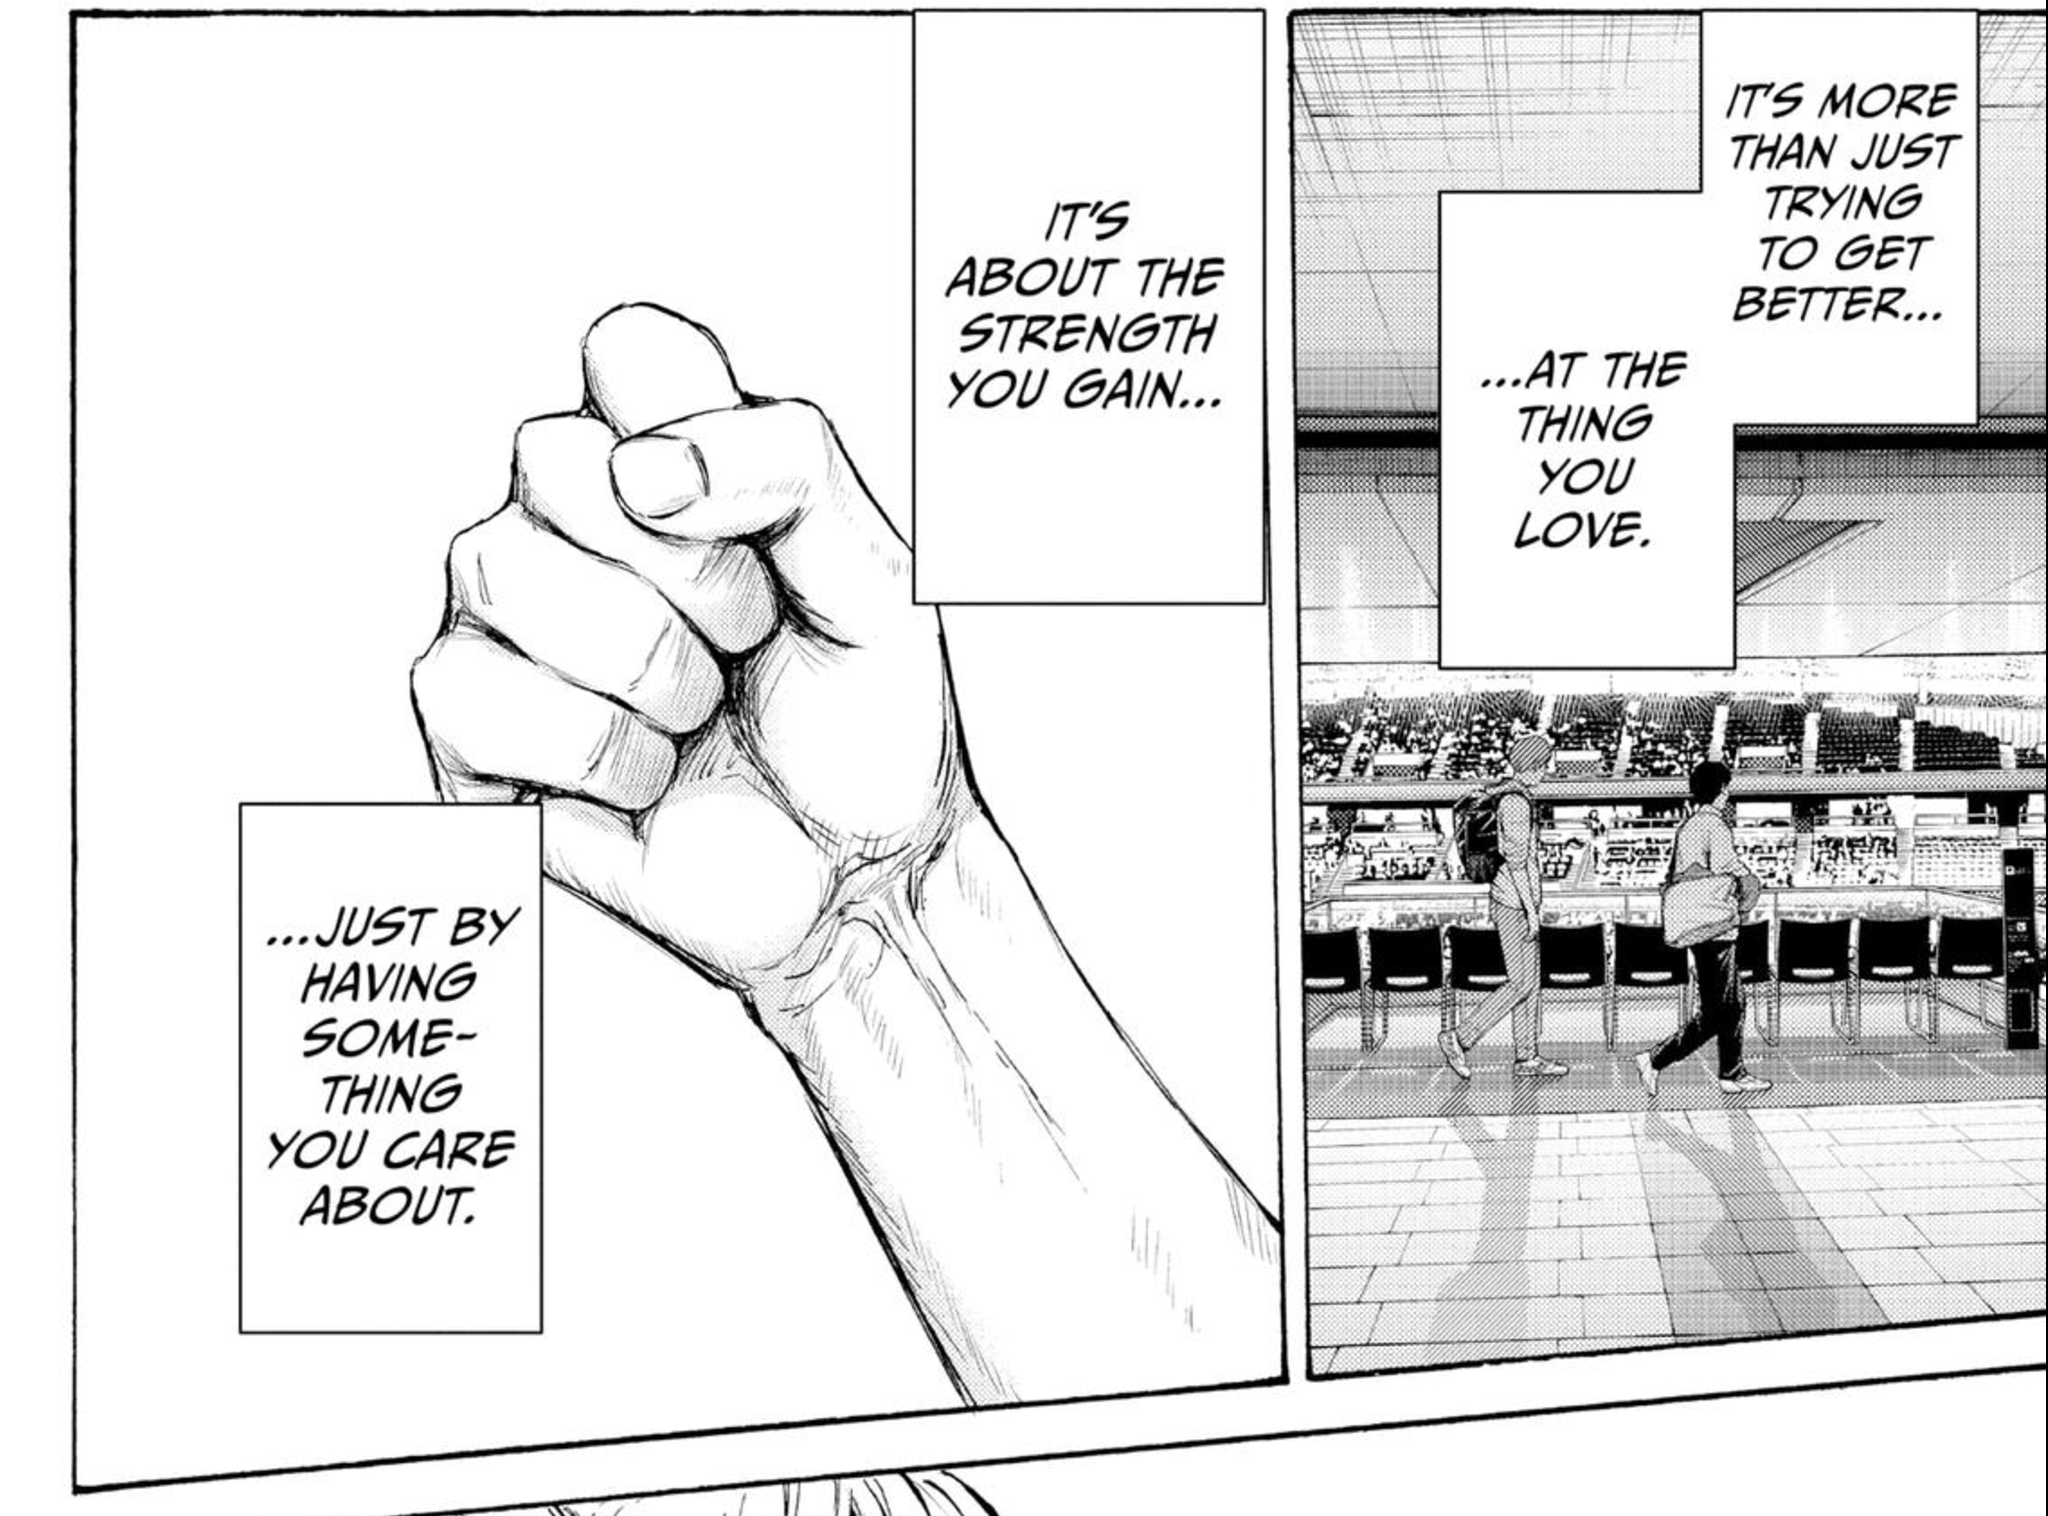 IT'S MORE
THAN JUST
TRYING
TO GET
BETTER...
...AT THE
THING
YOU
LOVE.
IT'S
ABOUT THE
STRENGTH
YOU GAIN...
...JUST BY
HAVING
SOME-
THING
YOU CARE
ABOUT.